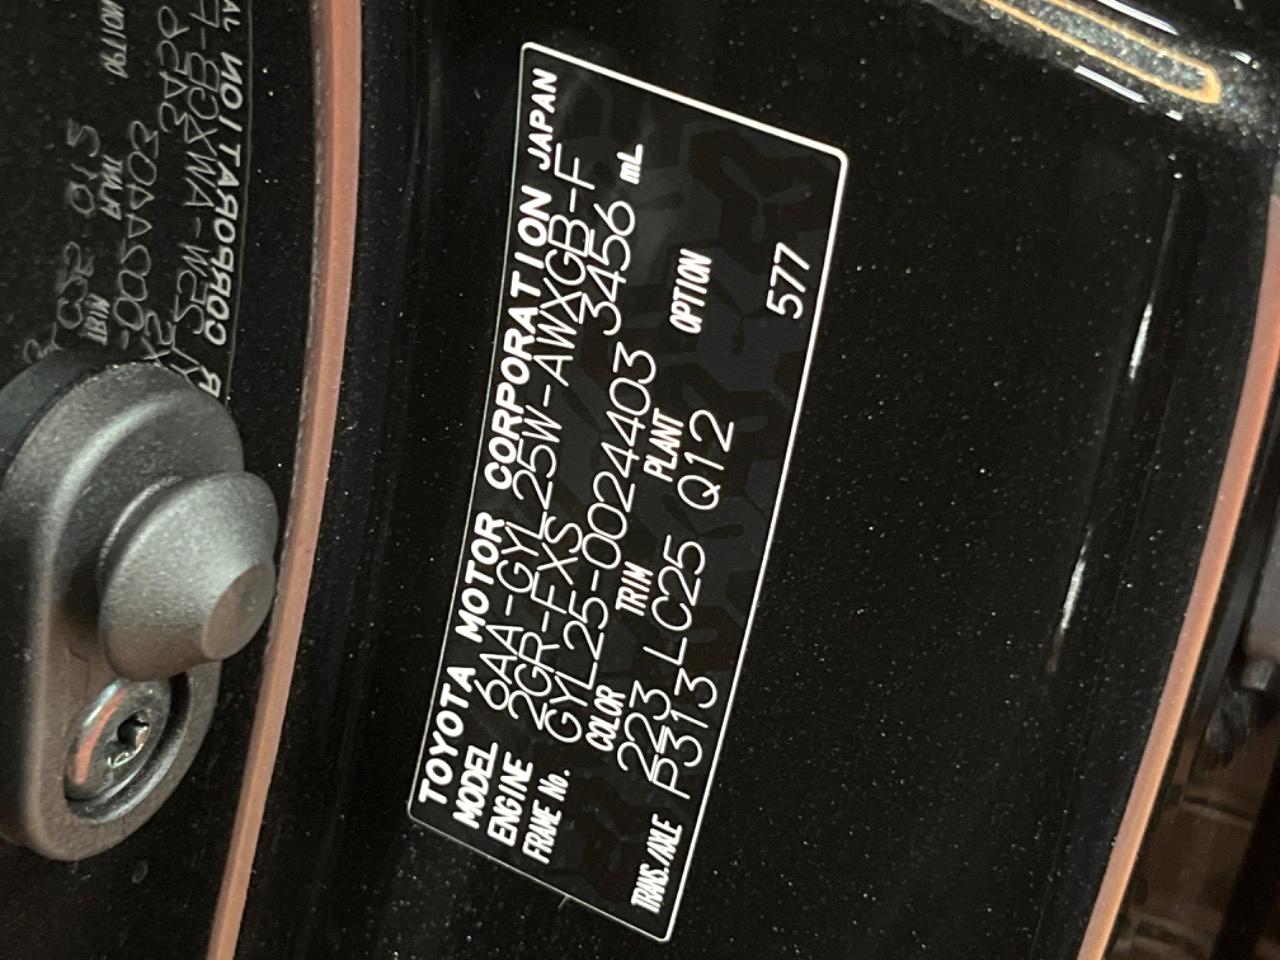 TOYOTA MOTOR CORPORATION JAPAN
MODEL 6AA-GYL25W-AWXGB-F
ENGINE 2GR-FXS 3456 mL
FRAME No. GYL25-0024403
COLOR TRIM PLANT OPTION
223 LC25 Q12 577
TRANS./AXLE P313